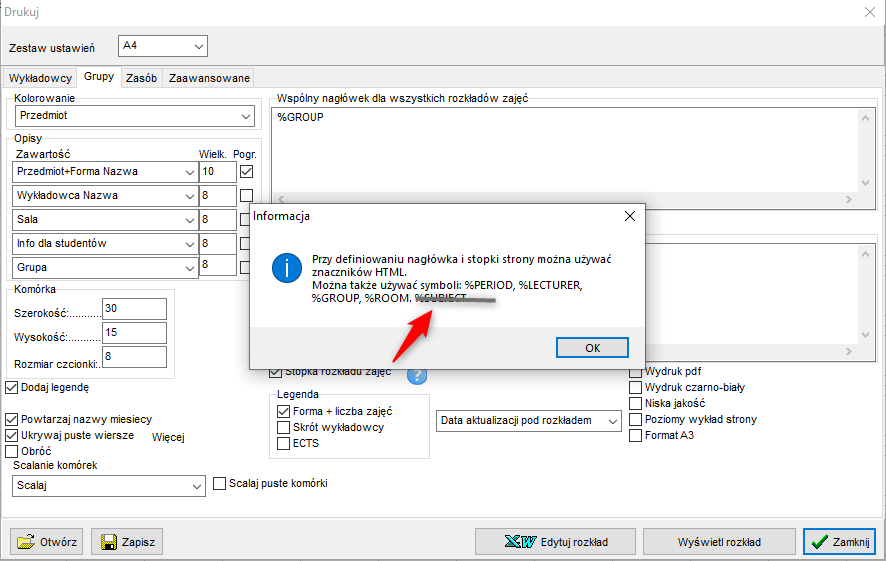 Drukuj
Zestaw ustawień A4
Wykładowcy Grupy Zasób Zaawansowane
Kolorowanie
Przedmiot
Opisy
Zawartość Wielk. Pogr.
Przedmiot+Forma Nazwa 10
Wykładowca Nazwa 8
Sala 8
Info dla studentów 8
Grupa 8
Komórka
Szerokość:........... 30
Wysokość:........... 15
Rozmiar czcionki:. 8
Dodaj legendę
Powtarzaj nazwy miesiecy
Ukrywaj puste wiersze Więcej
Obróć
Scalanie komórek
Scalaj
Scalaj puste komórki
Wspólny nagłówek dla wszystkich rozkładów zajęć
%GROUP
Informacja
Przy definiowaniu nagłówka i stopki strony można używać
znaczników HTML.
Można także używać symboli: %PERIOD, %LECTURER,
%GROUP, %ROOM. %SUBJECT
OK
Stopka rozkładu zajęć
?
Legenda
Forma + liczba zajęć
Skrót wykładowcy
ECTS
Data aktualizacji pod rozkładem
Wydruk pdf
Wydruk czarno-biały
Niska jakość
Poziomy wykład strony
Format A3
Otwórz Zapisz Edytuj rozkład Wyświetl rozkład Zamknij